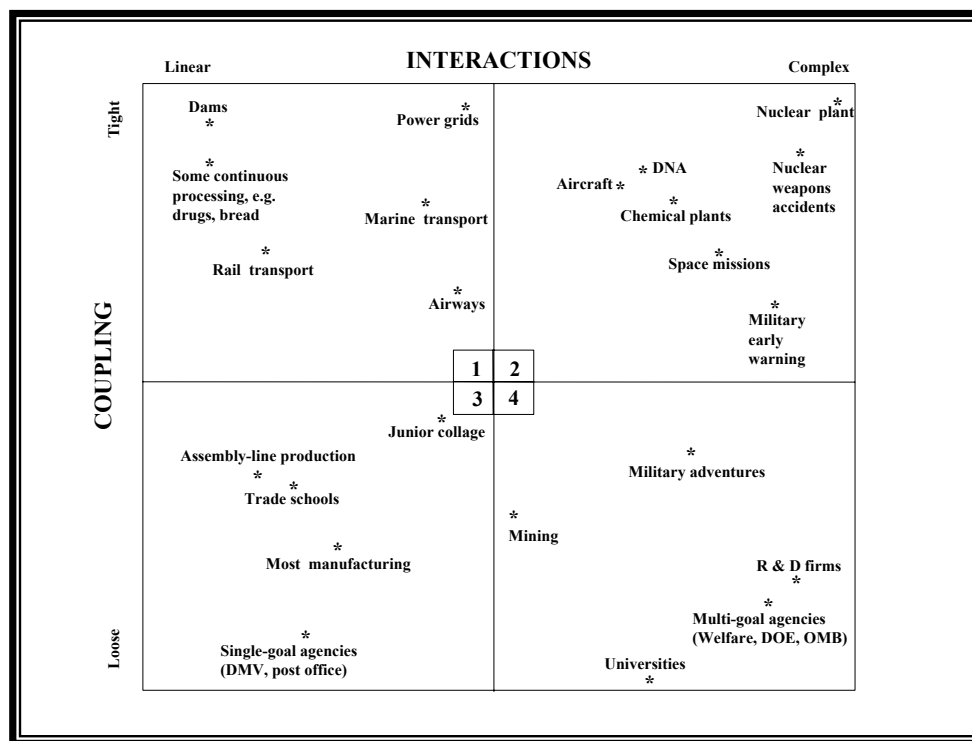 INTERACTIONS
Linear
Complex
COUPLING
Tight
Loose
Dams
*
*
Power grids
*
Some continuous
processing, e.g.
drugs, bread
*
Marine transport
*
Rail transport
*
Airways
*
Nuclear plant
*
DNA
Aircraft *
*
Chemical plants
*
Nuclear
weapons
accidents
*
Space missions
*
Military
early
warning
1
2
3
4
*
Junior collage
Assembly-line production
*
*
Trade schools
*
Most manufacturing
*
Single-goal agencies
(DMV, post office)
*
Military adventures
*
Mining
R & D firms
*
*
Multi-goal agencies
(Welfare, DOE, OMB)
Universities
*